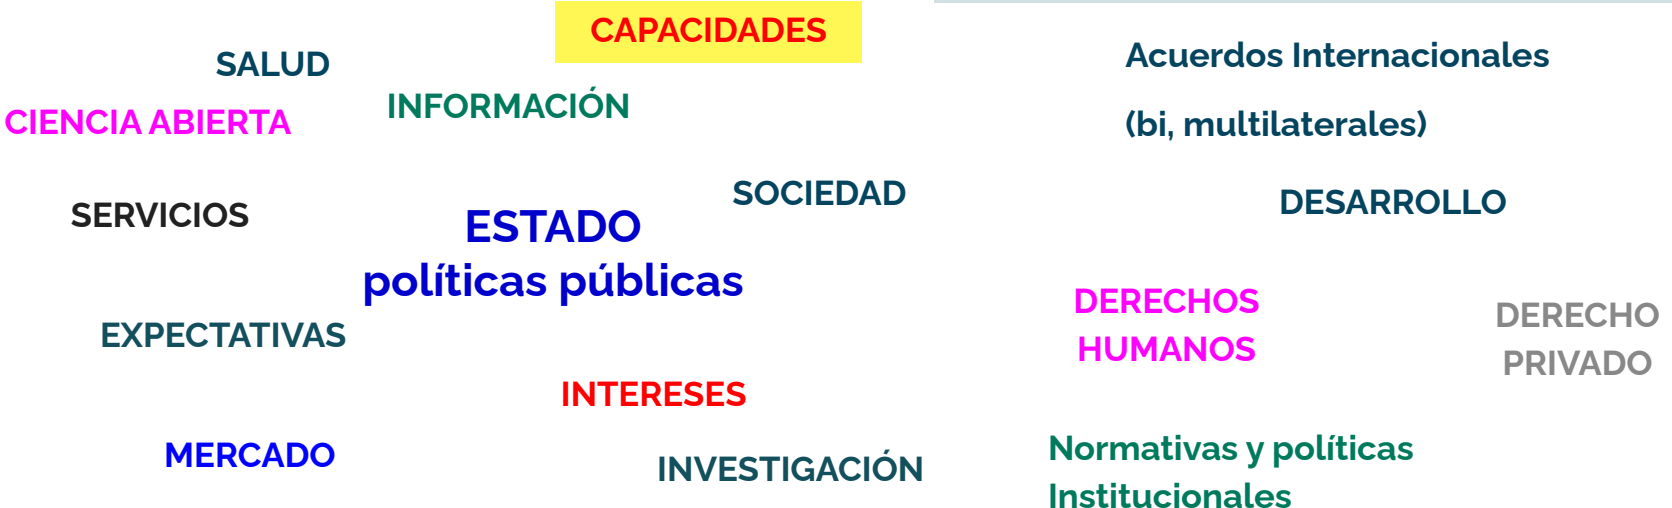 CAPACIDADES
SALUD
Acuerdos Internacionales
INFORMACIÓN
CIENCIA ABIERTA
(bi, multilaterales)
SOCIEDAD
SERVICIOS
DESARROLLO
ESTADO
políticas públicas
DERECHOS
HUMANOS
DERECHO
PRIVADO
EXPECTATIVAS
INTERESES
MERCADO
INVESTIGACIÓN
Normativas y políticas
Institucionales